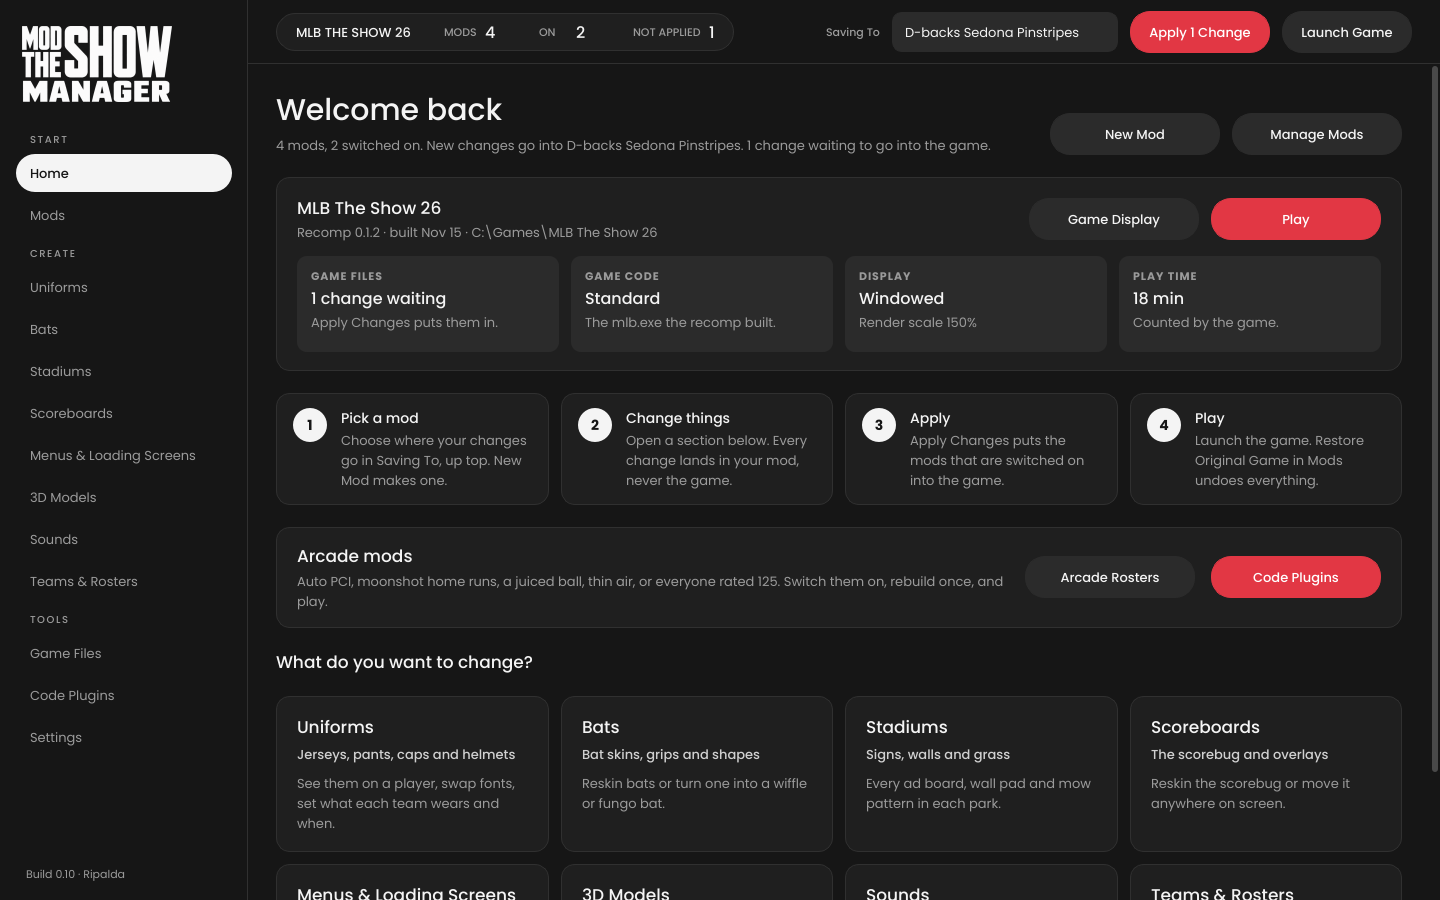 MOD THE SHOW MANAGER
START
Home
Mods
CREATE
Uniforms
Bats
Stadiums
Scoreboards
Menus & Loading Screens
3D Models
Sounds
Teams & Rosters
TOOLS
Game Files
Code Plugins
Settings
Build 0.10 · Ripalda
MLB THE SHOW 26 MODS 4 ON 2 NOT APPLIED 1
Saving To D-backs Sedona Pinstripes Apply 1 Change Launch Game
Welcome back
4 mods, 2 switched on. New changes go into D-backs Sedona Pinstripes. 1 change waiting to go into the game.
New Mod Manage Mods
MLB The Show 26
Recomp 0.1.2 · built Nov 15 · C:\Games\MLB The Show 26
Game Display Play
GAME FILES
1 change waiting
Apply Changes puts them in.
GAME CODE
Standard
The mlb.exe the recomp built.
DISPLAY
Windowed
Render scale 150%
PLAY TIME
18 min
Counted by the game.
1 Pick a mod
Choose where your changes
go in Saving To, up top. New
Mod makes one.
2 Change things
Open a section below. Every
change lands in your mod,
never the game.
3 Apply
Apply Changes puts the
mods that are switched on
into the game.
4 Play
Launch the game. Restore
Original Game in Mods
undoes everything.
Arcade mods
Auto PCI, moonshot home runs, a juiced ball, thin air, or everyone rated 125. Switch them on, rebuild once, and
play.
Arcade Rosters Code Plugins
What do you want to change?
Uniforms
Jerseys, pants, caps and helmets
See them on a player, swap fonts,
set what each team wears and
when.
Bats
Bat skins, grips and shapes
Reskin bats or turn one into a wiffle
or fungo bat.
Stadiums
Signs, walls and grass
Every ad board, wall pad and mow
pattern in each park.
Scoreboards
The scorebug and overlays
Reskin the scorebug or move it
anywhere on screen.
Menus & Loading Screens
3D Models
Sounds
Teams & Rosters